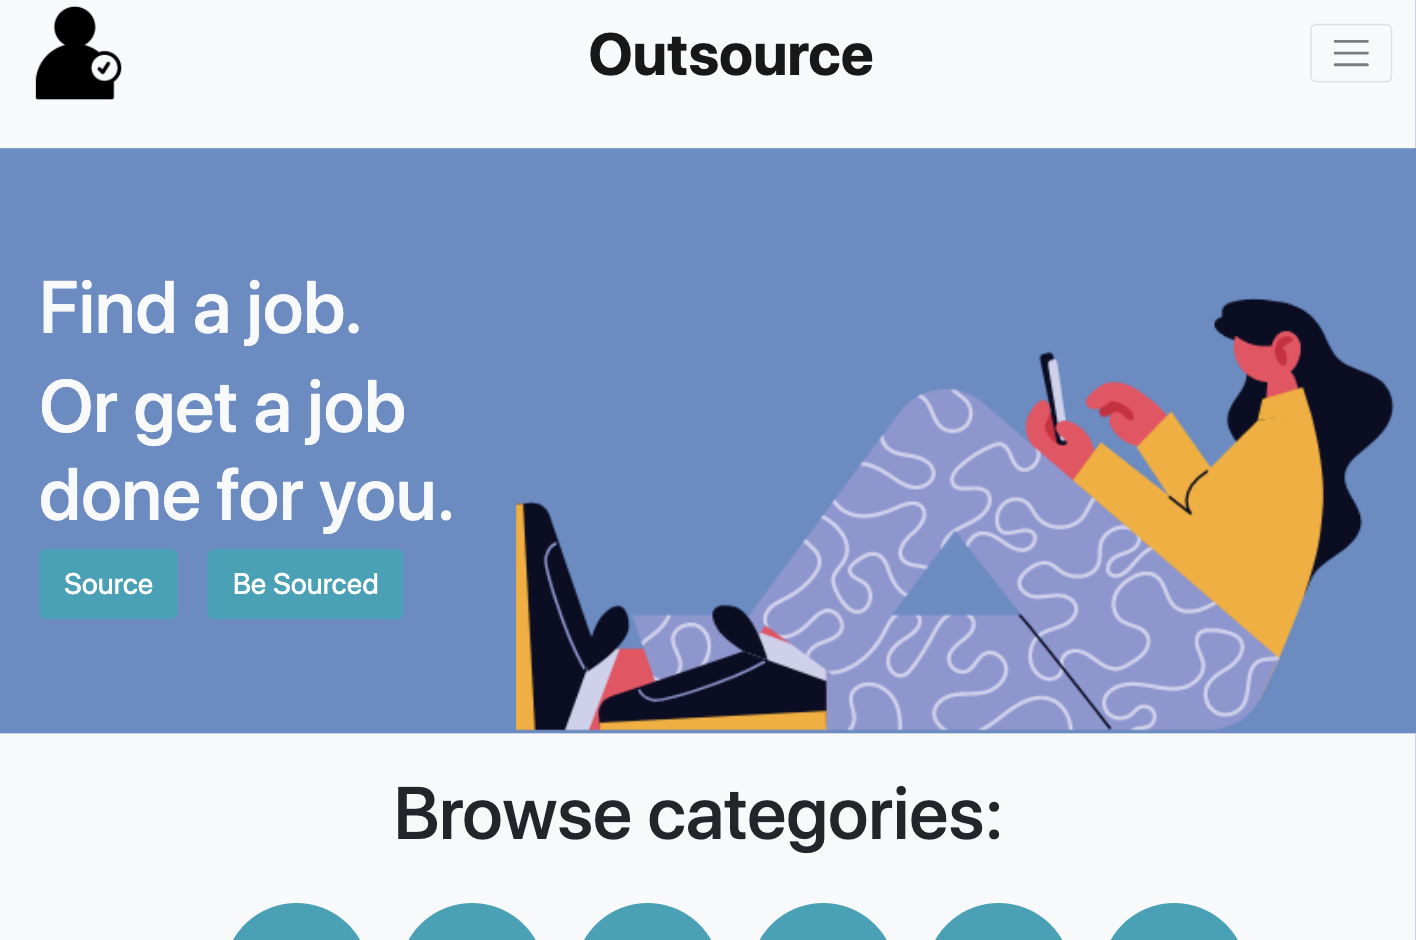 Outsource
Find a job.
Or get a job
done for you.
Source
Be Sourced
Browse categories: